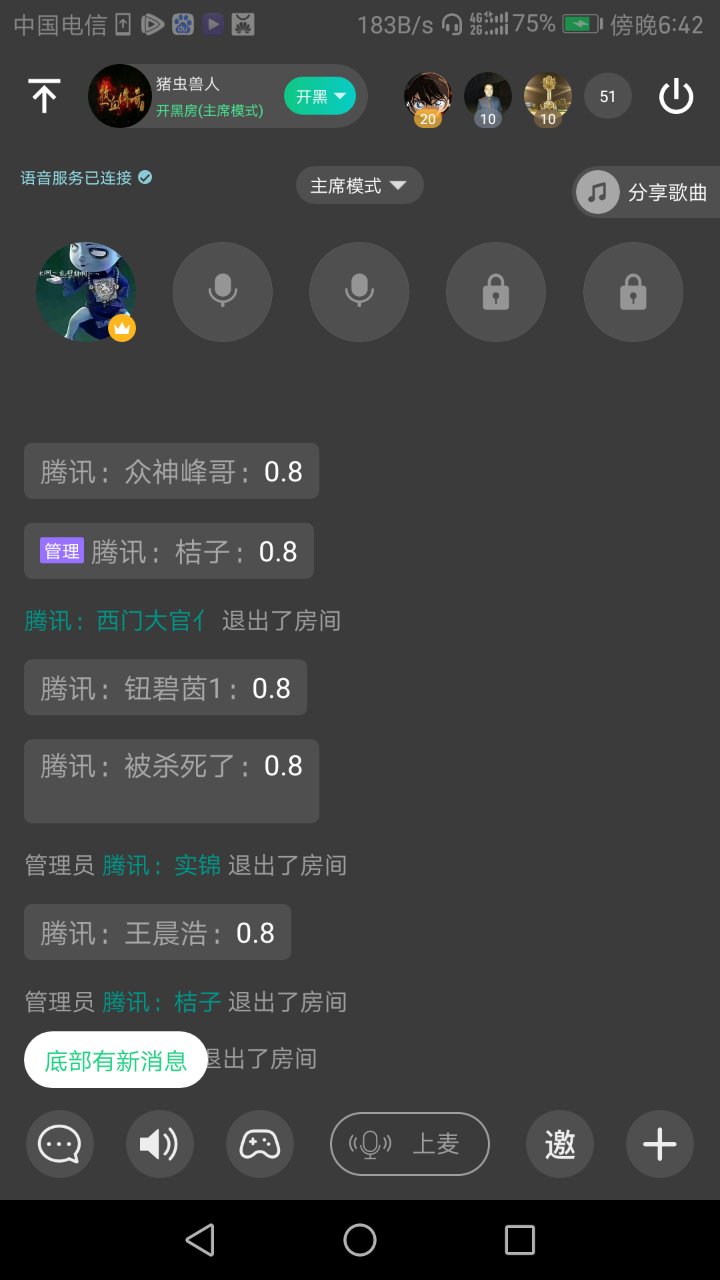 中国电信 183B/s 4G 2G 75% 傍晚6:42
猪虫兽人
开黑房(主席模式)
开黑
20 10 10 51
语音服务已连接
主席模式
分享歌曲
腾讯：众神峰哥：0.8
管理 腾讯：桔子：0.8
腾讯：西门大官亻 退出了房间
腾讯：钮碧茵1：0.8
腾讯：被杀死了：0.8
管理员 腾讯：实锦 退出了房间
腾讯：王晨浩：0.8
管理员 腾讯：桔子 退出了房间
底部有新消息 退出了房间
上麦 邀